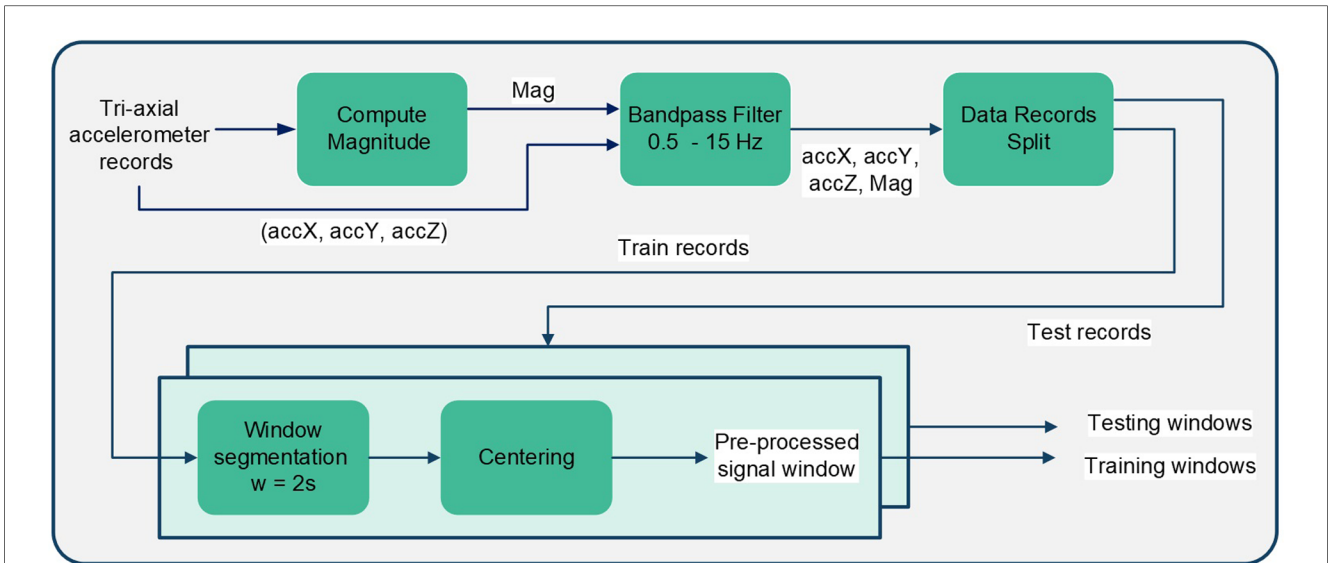 Tri-axial
accelerometer
records
Compute
Magnitude
Mag
(accX, accY, accZ)
Bandpass Filter
0.5 - 15 Hz
accX, accY,
accZ, Mag
Data Records
Split
Train records
Test records
Window
segmentation
w = 2s
Centering
Pre-processed
signal window
Testing windows
Training windows